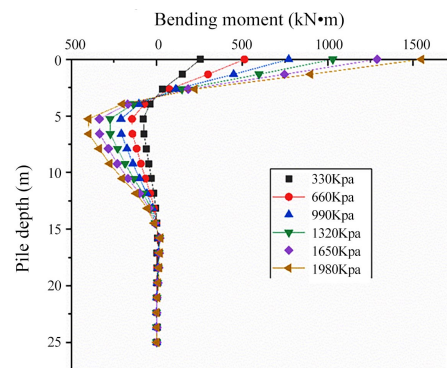 Bending moment (kN•m)
500 0 500 1000 1500
0
5
10
15
20
25
Pile depth (m)
330Kpa
660Kpa
990Kpa
1320Kpa
1650Kpa
1980Kpa